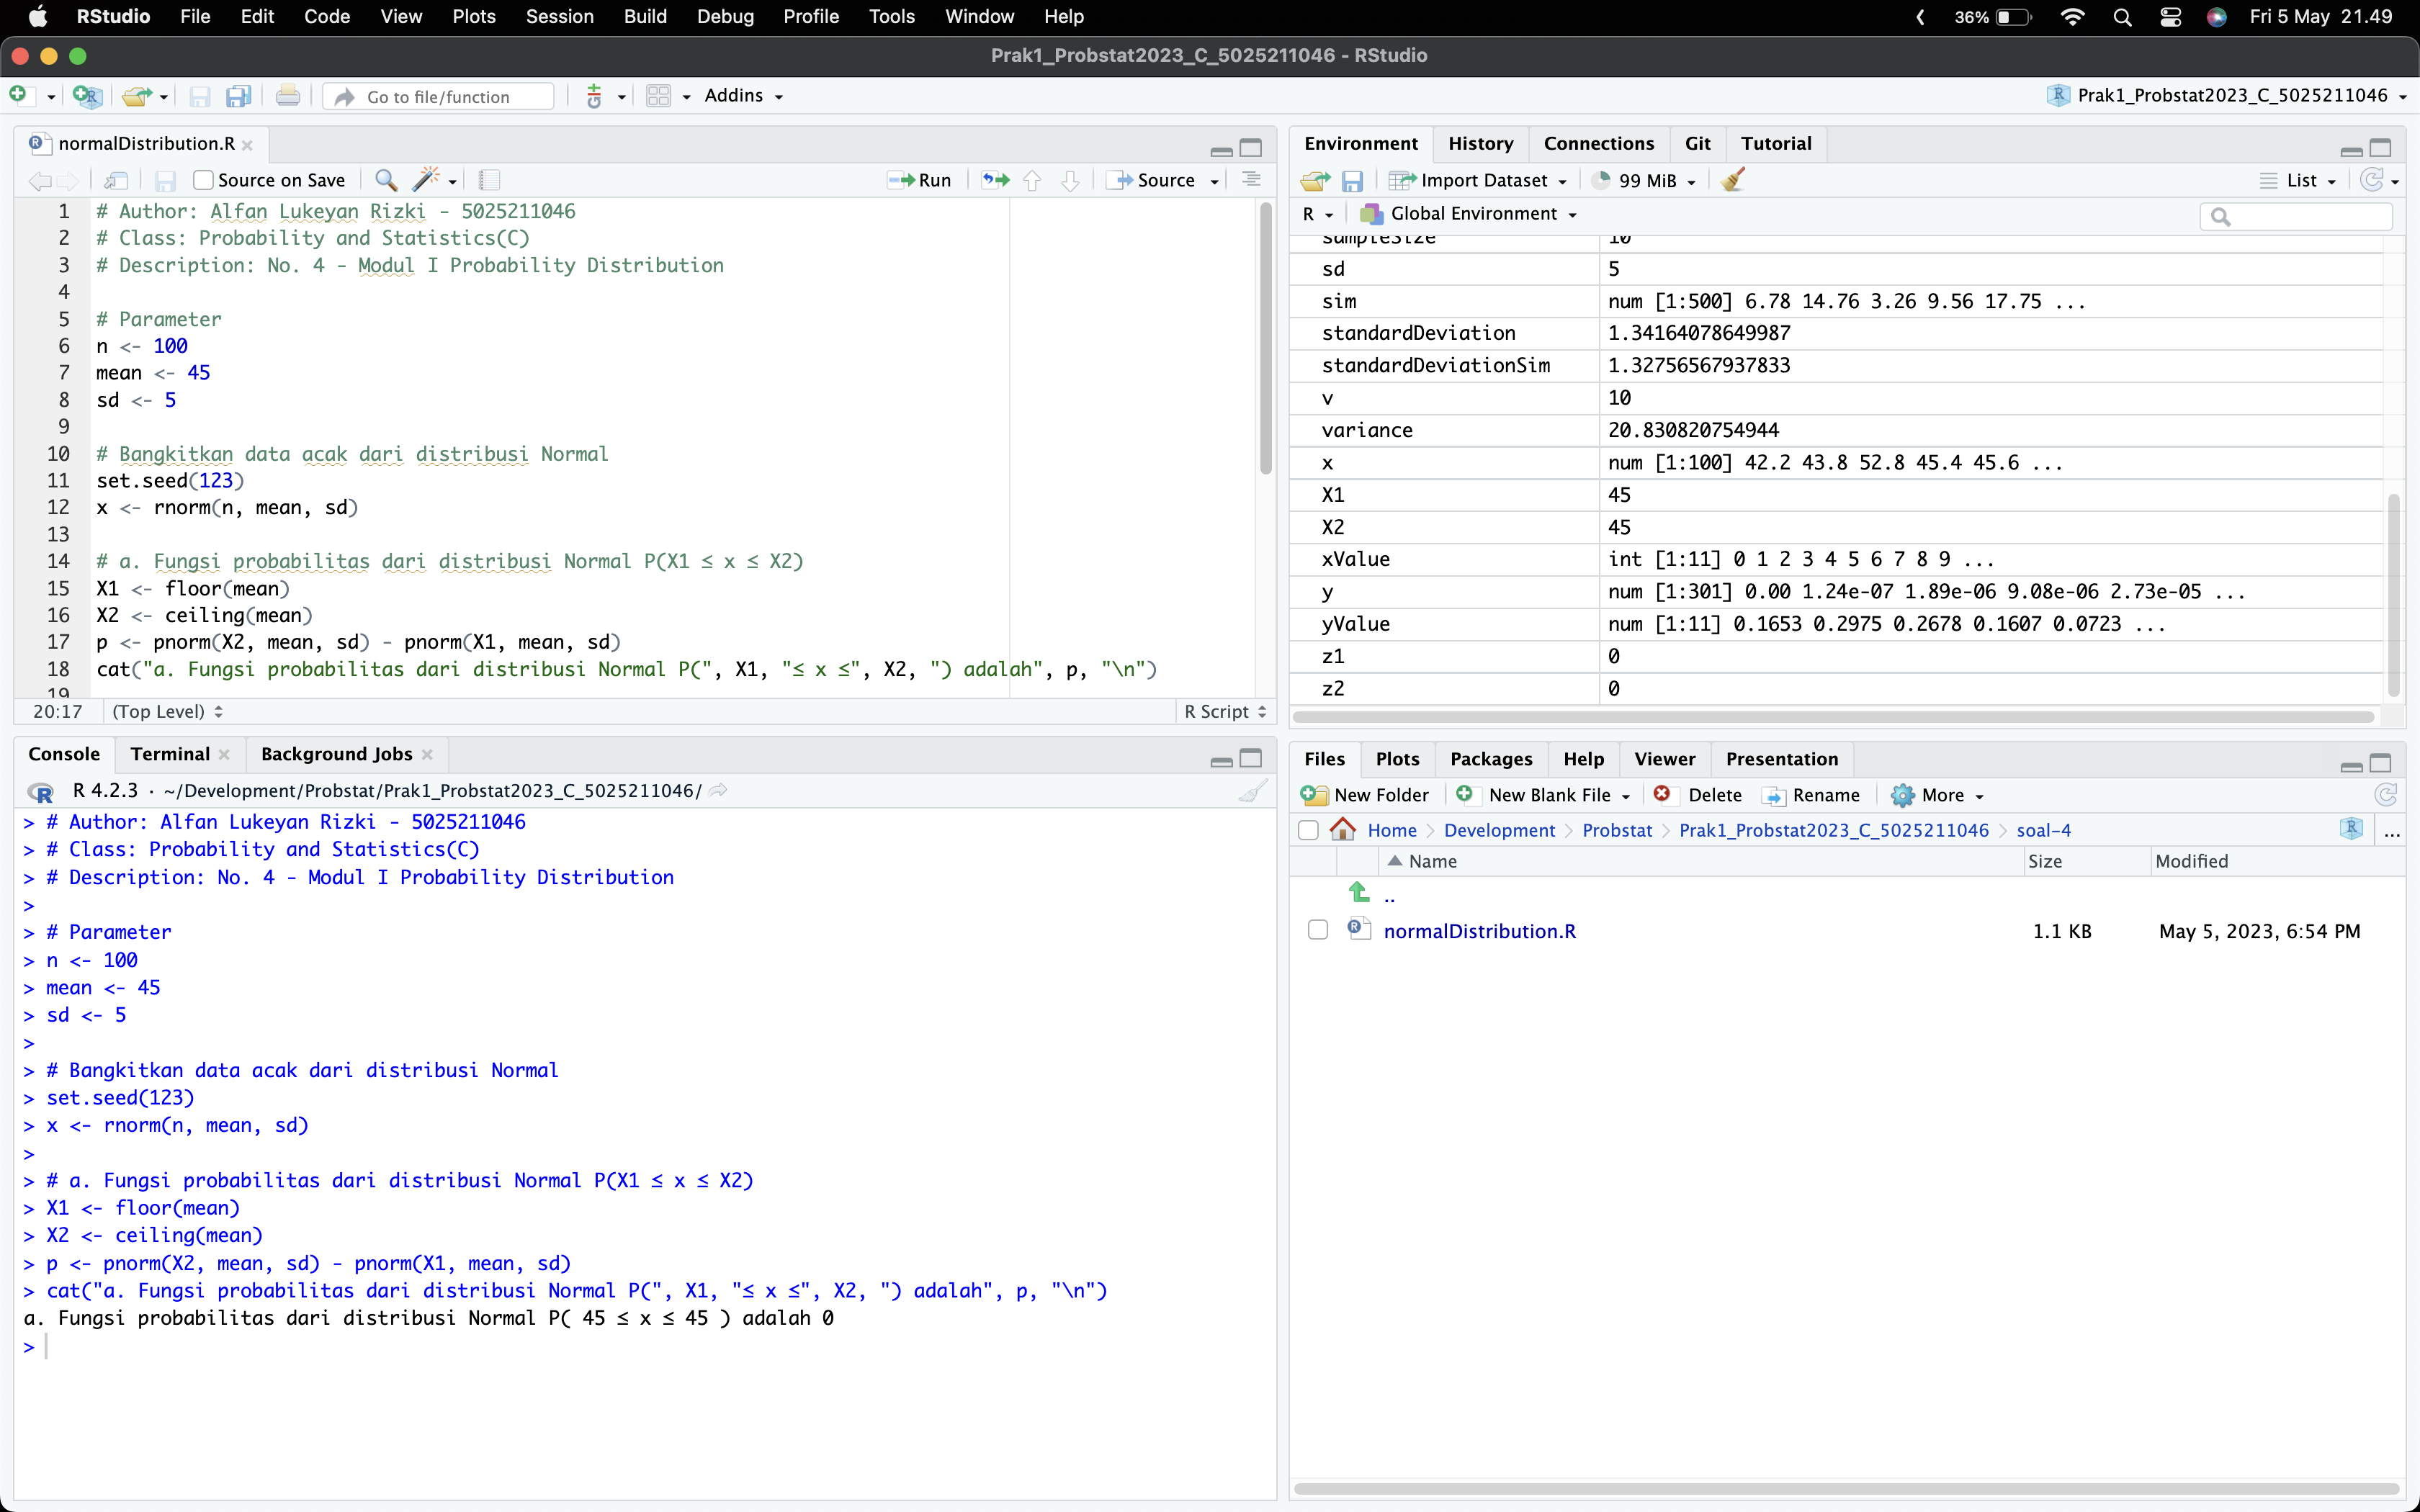 RStudio File Edit Code View Plots Session Build Debug Profile Tools Window Help 36% Fri 5 May 21.49
Prak1_Probstat2023_C_5025211046 - RStudio
Go to file/function Addins Prak1_Probstat2023_C_5025211046
normalDistribution.R
Source on Save Run Source
1 # Author: Alfan Lukeyan Rizki - 5025211046
2 # Class: Probability and Statistics(C)
3 # Description: No. 4 - Modul I Probability Distribution
4
5 # Parameter
6 n <- 100
7 mean <- 45
8 sd <- 5
9
10 # Bangkitkan data acak dari distribusi Normal
11 set.seed(123)
12 x <- rnorm(n, mean, sd)
13
14 # a. Fungsi probabilitas dari distribusi Normal P(X1 ≤ x ≤ X2)
15 X1 <- floor(mean)
16 X2 <- ceiling(mean)
17 p <- pnorm(X2, mean, sd) - pnorm(X1, mean, sd)
18 cat("a. Fungsi probabilitas dari distribusi Normal P(", X1, "≤ x ≤", X2, ") adalah", p, "\n")
19
20:17 (Top Level) R Script
Console Terminal Background Jobs
R 4.2.3 · ~/Development/Probstat/Prak1_Probstat2023_C_5025211046/
> # Author: Alfan Lukeyan Rizki - 5025211046
> # Class: Probability and Statistics(C)
> # Description: No. 4 - Modul I Probability Distribution
>
> # Parameter
> n <- 100
> mean <- 45
> sd <- 5
>
> # Bangkitkan data acak dari distribusi Normal
> set.seed(123)
> x <- rnorm(n, mean, sd)
>
> # a. Fungsi probabilitas dari distribusi Normal P(X1 ≤ x ≤ X2)
> X1 <- floor(mean)
> X2 <- ceiling(mean)
> p <- pnorm(X2, mean, sd) - pnorm(X1, mean, sd)
> cat("a. Fungsi probabilitas dari distribusi Normal P(", X1, "≤ x ≤", X2, ") adalah", p, "\n")
a. Fungsi probabilitas dari distribusi Normal P( 45 ≤ x ≤ 45 ) adalah 0
>
Environment History Connections Git Tutorial
Import Dataset 99 MiB List
R Global Environment
sampleSize 10
sd 5
sim num [1:500] 6.78 14.76 3.26 9.56 17.75 ...
standardDeviation 1.34164078649987
standardDeviationSim 1.32756567937833
v 10
variance 20.830820754944
x num [1:100] 42.2 43.8 52.8 45.4 45.6 ...
X1 45
X2 45
xValue int [1:11] 0 1 2 3 4 5 6 7 8 9 ...
y num [1:301] 0.00 1.24e-07 1.89e-06 9.08e-06 2.73e-05 ...
yValue num [1:11] 0.1653 0.2975 0.2678 0.1607 0.0723 ...
z1 0
z2 0
Files Plots Packages Help Viewer Presentation
New Folder New Blank File Delete Rename More
Home Development Probstat Prak1_Probstat2023_C_5025211046 soal-4 ...
Name Size Modified
..
normalDistribution.R 1.1 KB May 5, 2023, 6:54 PM